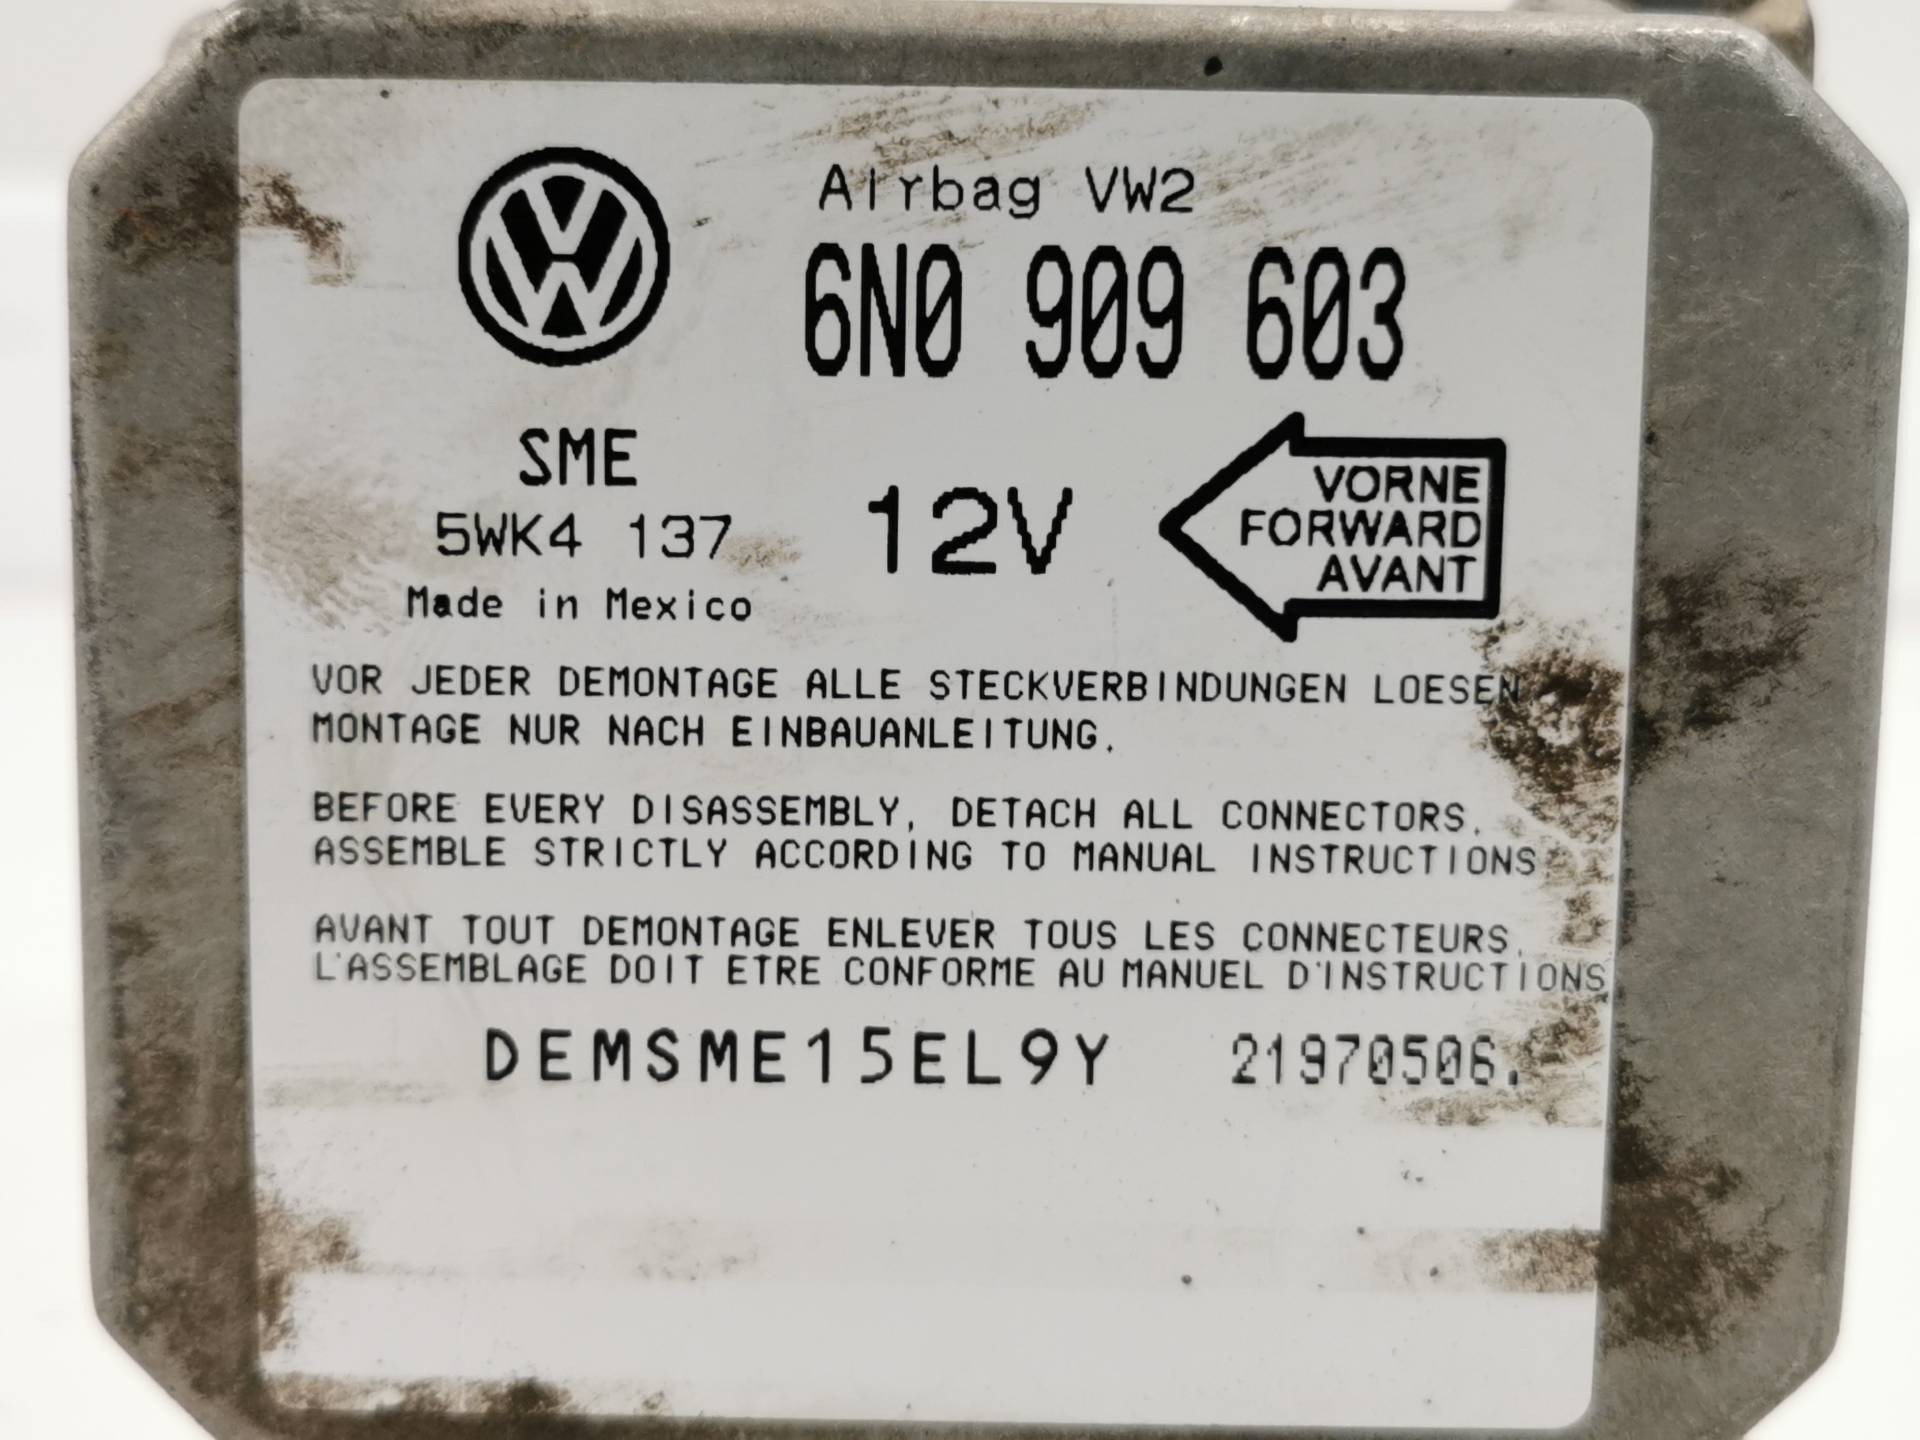 Airbag VW2
6N0 909 603
SME
5WK4 137
Made in Mexico
12V
VORNE
FORWARD
AVANT
VOR JEDER DEMONTAGE ALLE STECKVERBINDUNGEN LOESEN
MONTAGE NUR NACH EINBAUANLEITUNG.
BEFORE EVERY DISASSEMBLY, DETACH ALL CONNECTORS.
ASSEMBLE STRICTLY ACCORDING TO MANUAL INSTRUCTIONS
AVANT TOUT DEMONTAGE ENLEVER TOUS LES CONNECTEURS,
L'ASSEMBLAGE DOIT ETRE CONFORME AU MANUEL D'INSTRUCTIONS
DEMSME15EL9Y 21970506.